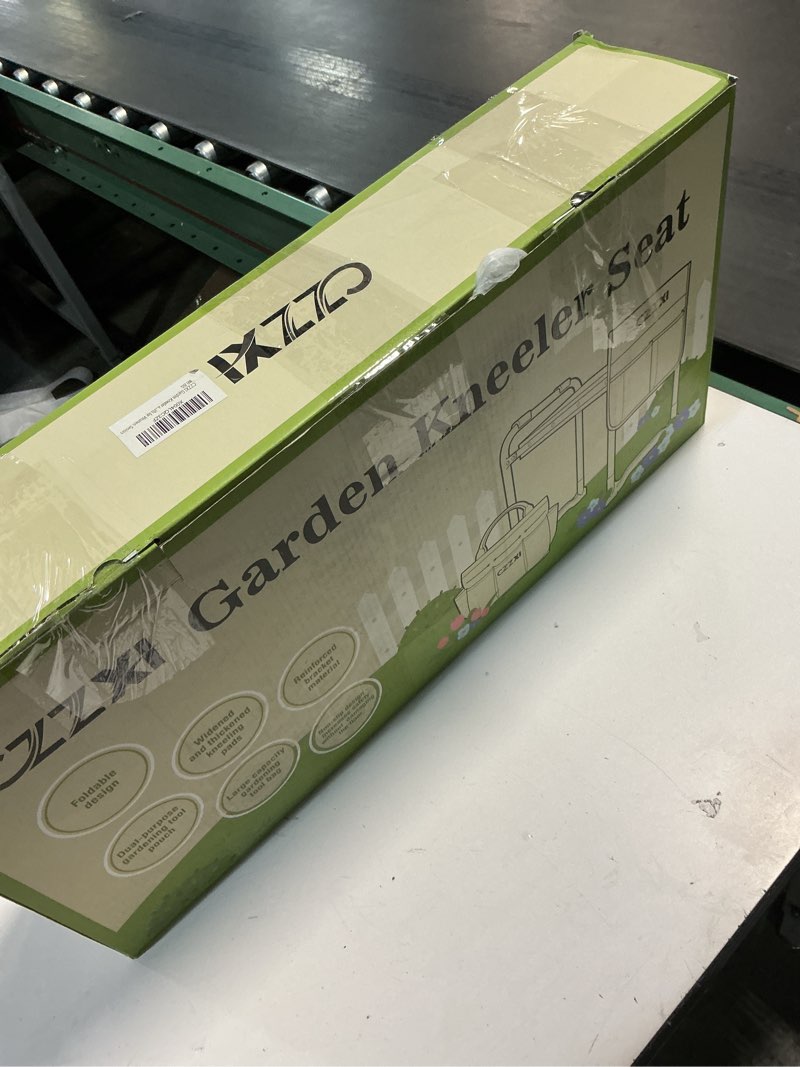 CZZXI
CZZXI Garden Kneeler Seat
CZZXI
CZZXI
Foldable
design
Widened
and thickened
kneeling
pads
Reinforced
bracket
material
Dual-purpose
gardening tool
pouch
Large capacity
gardening
tool bag